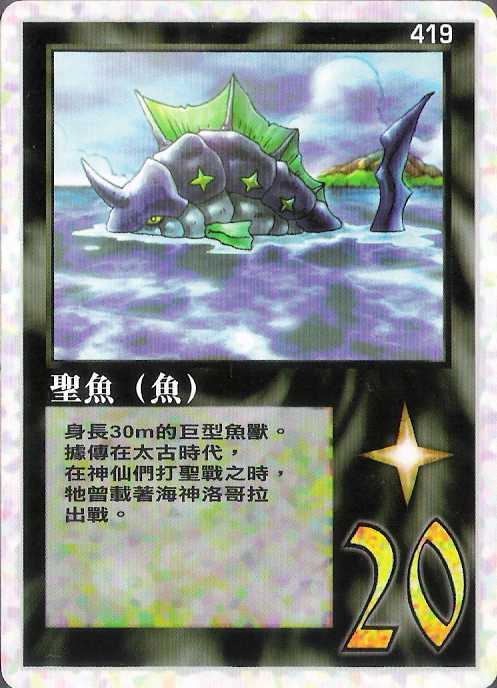 419
聖魚（魚）
身長30m的巨型魚獸。
據傳在太古時代，
在神仙們打聖戰之時，
牠曾載著海神洛哥拉
出戰。
20